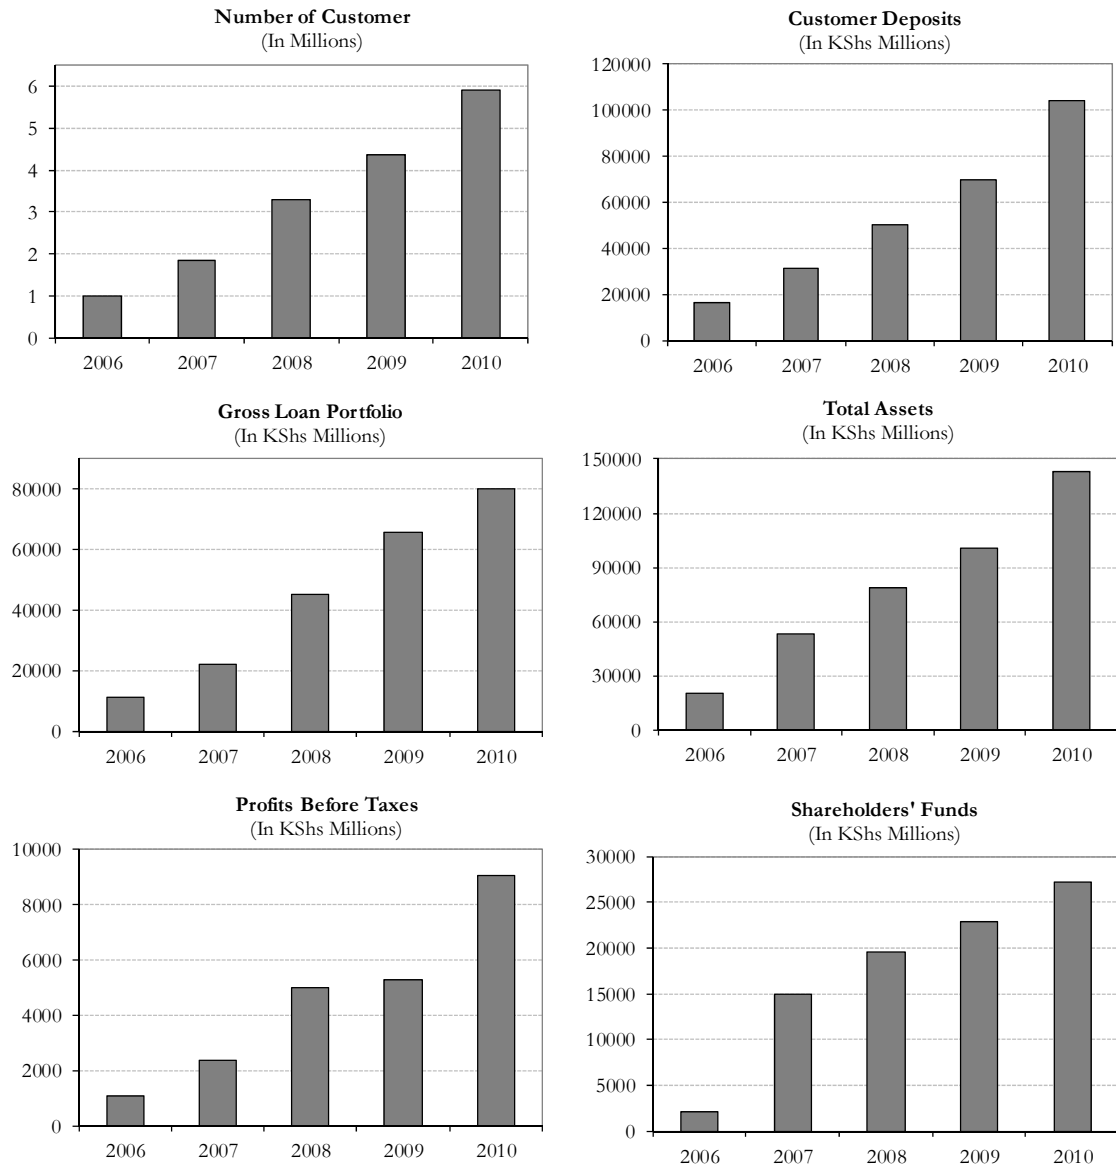 Number of Customer
(In Millions)
6
5
4
3
2
1
0
2006 2007 2008 2009 2010
Customer Deposits
(In KShs Millions)
120000
100000
80000
60000
40000
20000
0
2006 2007 2008 2009 2010
Gross Loan Portfolio
(In KShs Millions)
80000
60000
40000
20000
0
2006 2007 2008 2009 2010
Total Assets
(In KShs Millions)
150000
120000
90000
60000
30000
0
2006 2007 2008 2009 2010
Profits Before Taxes
(In KShs Millions)
10000
8000
6000
4000
2000
0
2006 2007 2008 2009 2010
Shareholders' Funds
(In KShs Millions)
30000
25000
20000
15000
10000
5000
0
2006 2007 2008 2009 2010